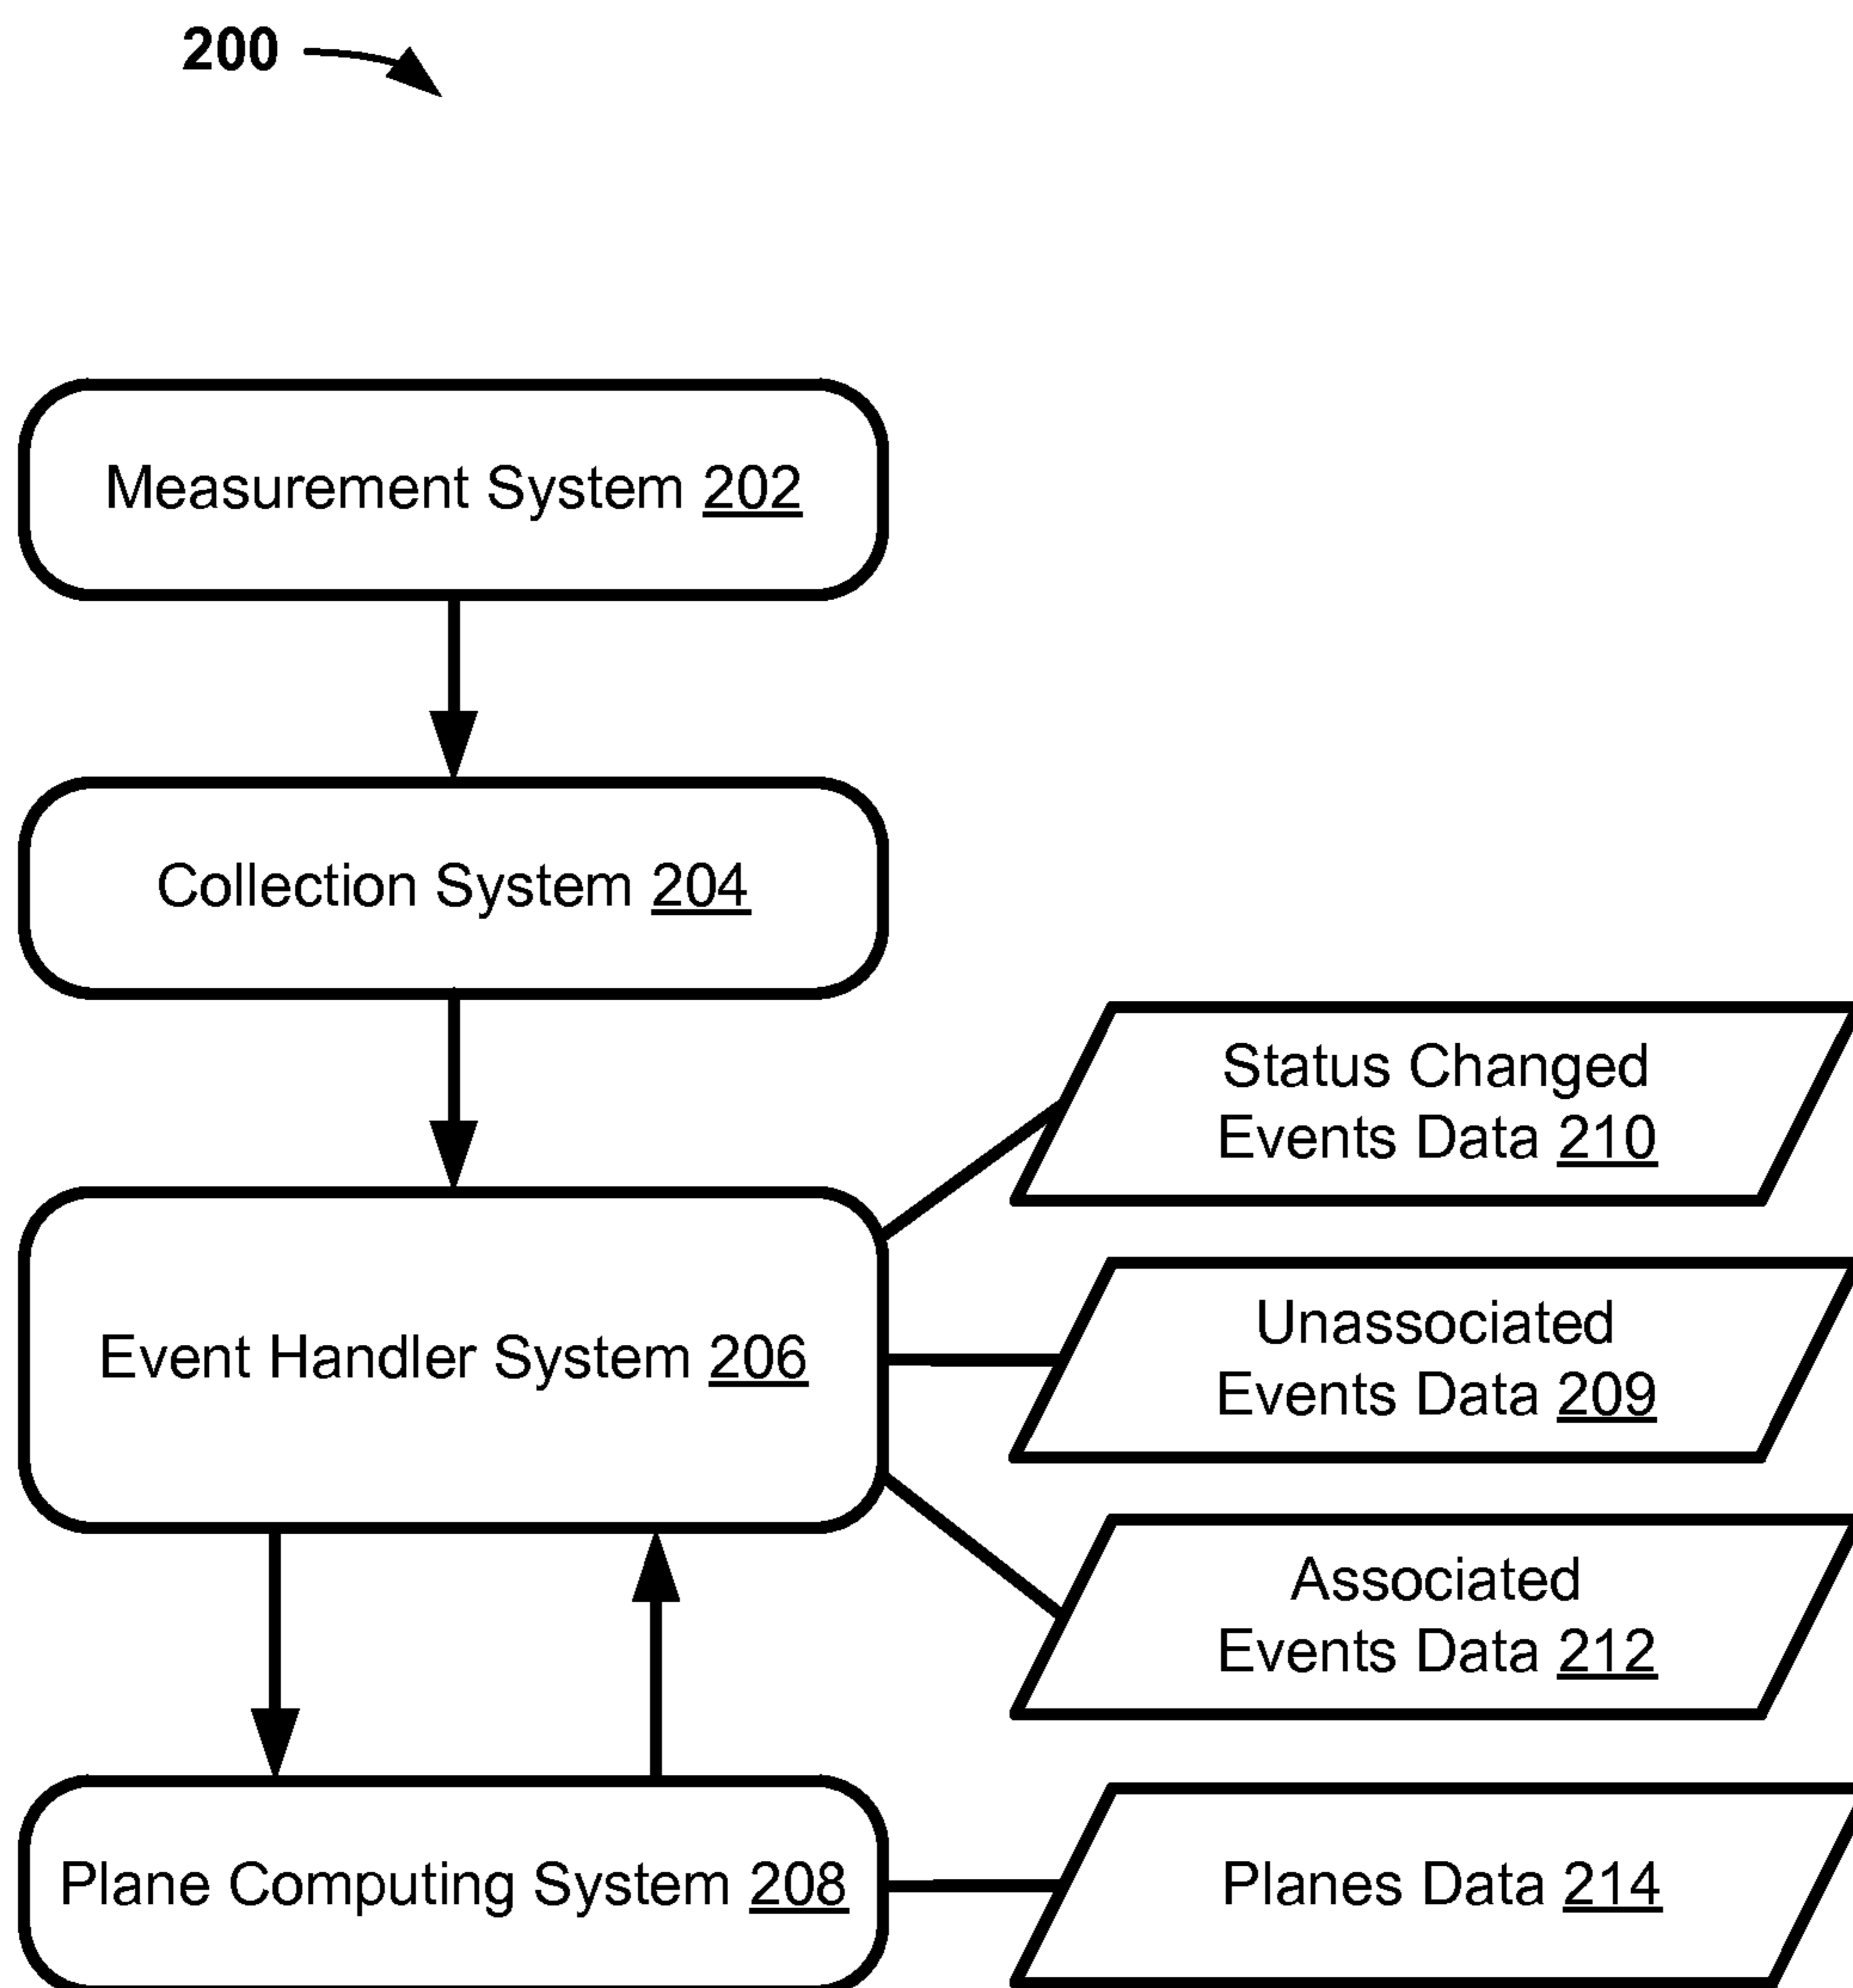 200
Measurement System 202
Collection System 204
Status Changed
Events Data 210
Event Handler System 206
Unassociated
Events Data 209
Associated
Events Data 212
Plane Computing System 208
Planes Data 214